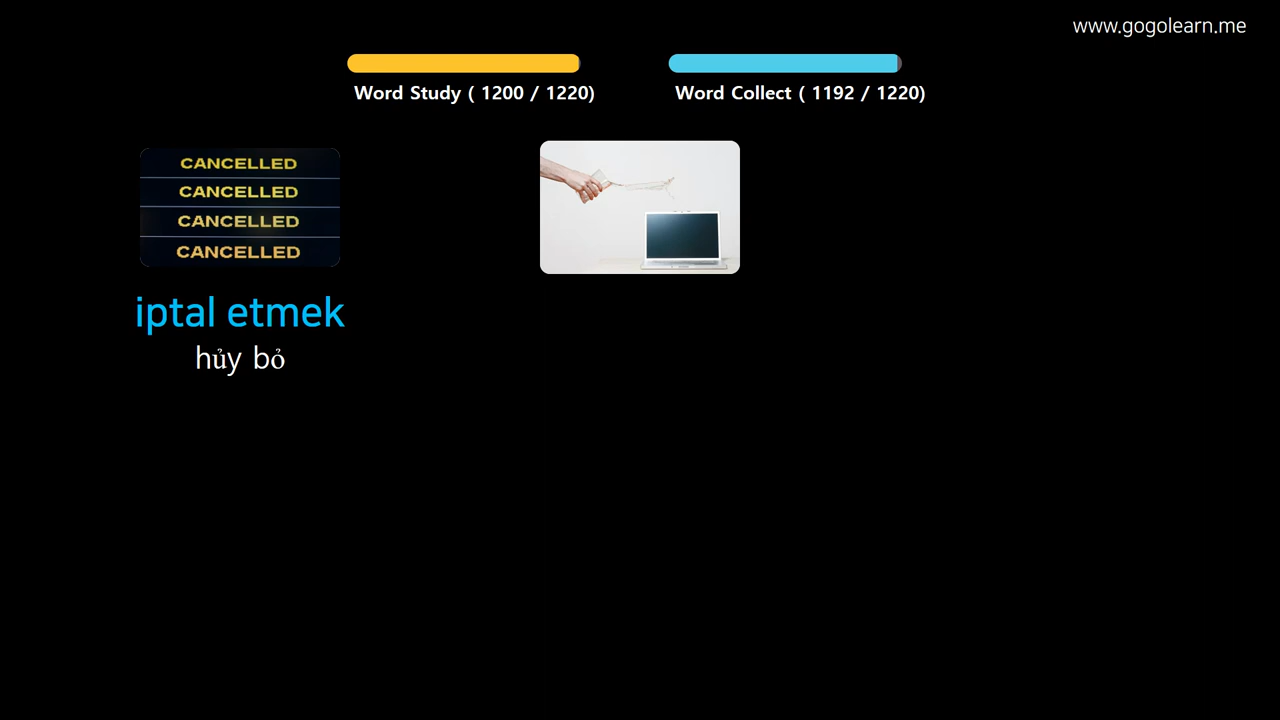 www.gogolearn.me
Word Study ( 1200 / 1220)
Word Collect ( 1192 / 1220)
CANCELLED
CANCELLED
CANCELLED
CANCELLED
iptal etmek
hủy bỏ